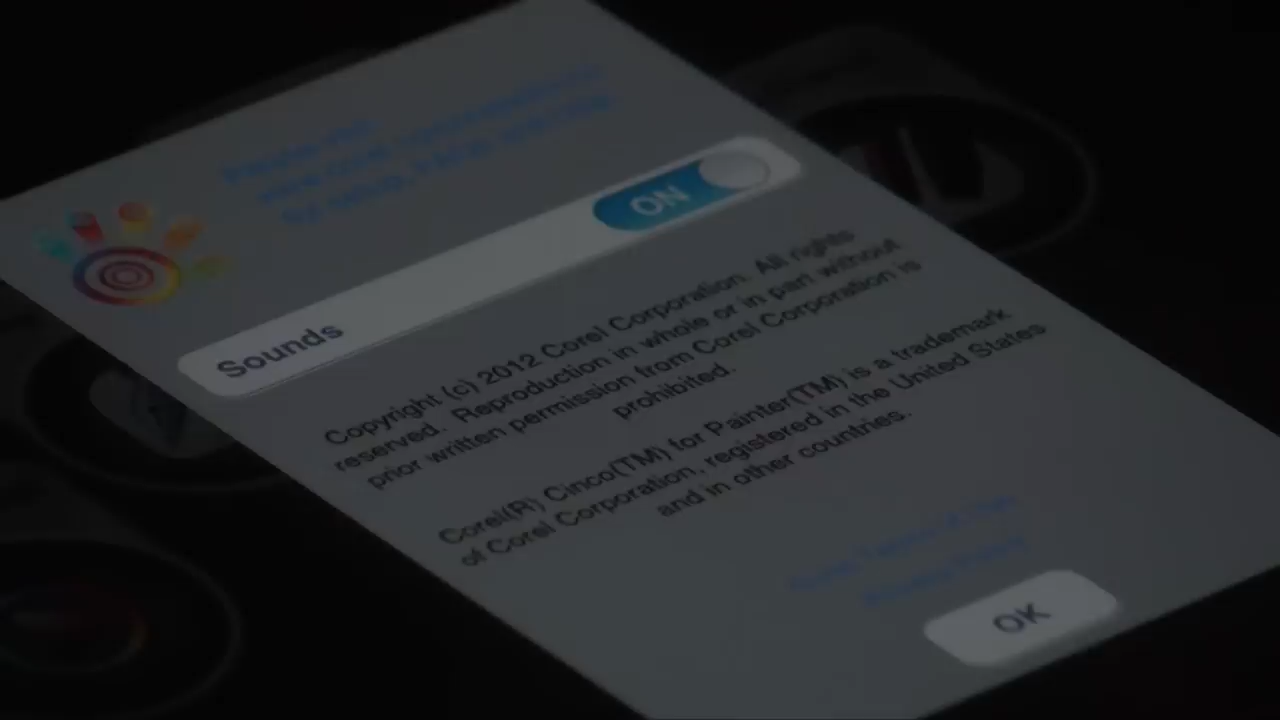 ON
Sounds
Copyright (c) 2012 Corel Corporation. All rights
reserved. Reproduction in whole or in part without
prior written permission from Corel Corporation is
prohibited.
Corel(R) Cinco(TM) for Painter(TM) is a trademark
of Corel Corporation, registered in the United States
and in other countries.
OK